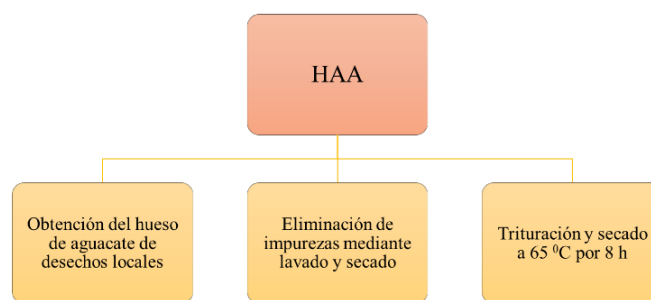 HAA
Obtención del hueso
de aguacate de
desechos locales
Eliminación de
impurezas mediante
lavado y secado
Trituración y secado
a 65 ⁰C por 8 h